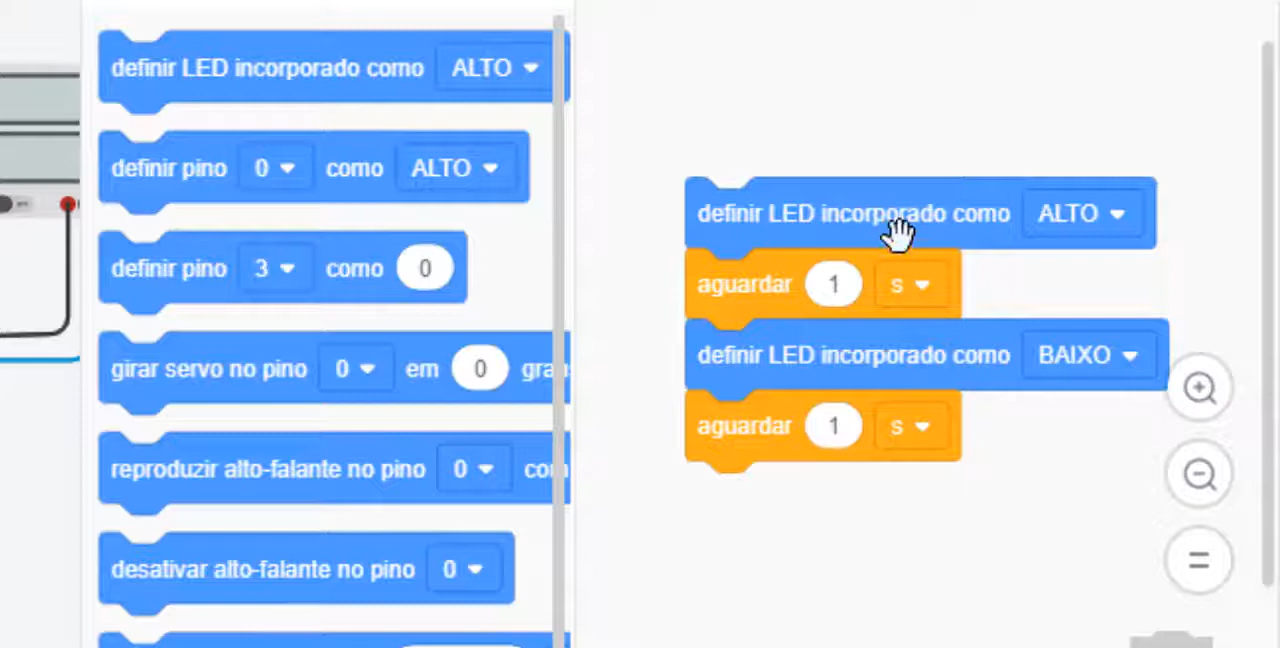 definir LED incorporado como ALTO
definir pino 0 como ALTO
definir pino 3 como 0
girar servo no pino 0 em 0
reproduzir alto-falante no pino 0
desativar alto-falante no pino 0
definir LED incorporado como ALTO
aguardar 1 s
definir LED incorporado como BAIXO
aguardar 1 s